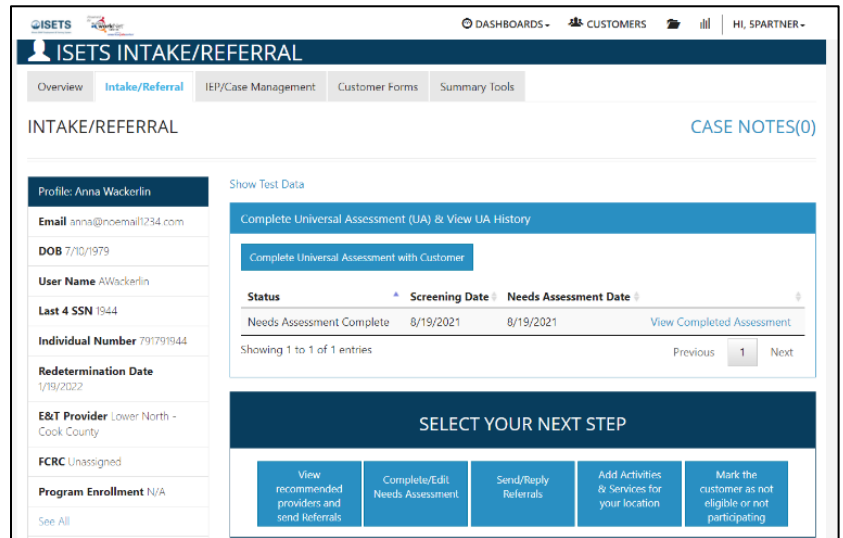 ISETS
DASHBOARDS
CUSTOMERS
HI, SPARTNER
ISETS INTAKE/REFERRAL
Overview
Intake/Referral
IEP/Case Management
Customer Forms
Summary Tools
INTAKE/REFERRAL
CASE NOTES(0)
Profile: Anna Wackerlin
Email anna@noemail1234.com
DOB 7/10/1979
User Name AWackerlin
Last 4 SSN 1944
Individual Number 791791944
Redetermination Date
1/19/2022
E&T Provider Lower North -
Cook County
FCRC Unassigned
Program Enrollment N/A
See All
Show Test Data
Complete Universal Assessment (UA) & View UA History
Complete Universal Assessment with Customer
Status Screening Date Needs Assessment Date
Needs Assessment Complete 8/19/2021 8/19/2021 View Completed Assessment
Showing 1 to 1 of 1 entries
Previous 1 Next
SELECT YOUR NEXT STEP
View
recommended
providers and
send Referrals
Complete/Edit
Needs Assessment
Send/Reply
Referrals
Add Activities
& Services for
your location
Mark the
customer as not
eligible or not
participating